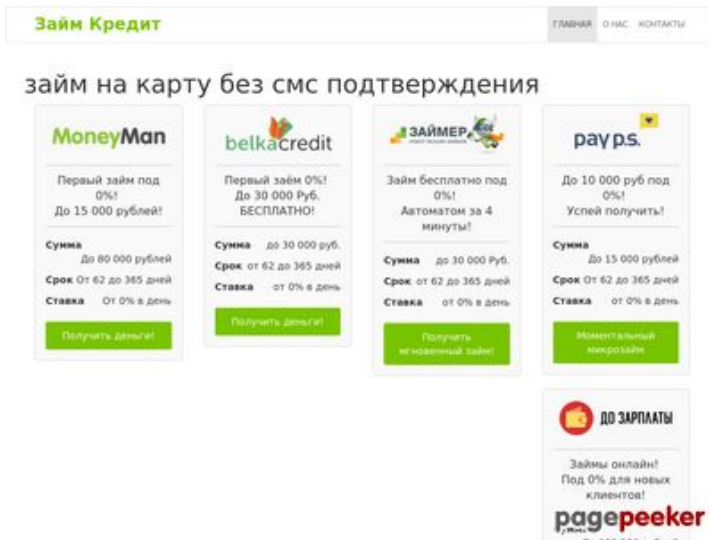 Займ Кредит
ГЛАВНАЯ О НАС КОНТАКТЫ
займ на карту без смс подтверждения
MoneyMan
Первый займ под
0%!
До 15 000 рублей!
Сумма
До 80 000 рублей
Срок От 62 до 365 дней
Ставка От 0% в день
Получить деньги!
belkacredit
Первый заём 0%!
До 30 000 Руб.
БЕСПЛАТНО!
Сумма до 30 000 руб.
Срок от 62 до 365 дней
Ставка от 0% в день
Получить деньги!
ЗАЙМЕР
Займ бесплатно под
0%!
Автоматом за 4
минуты!
Сумма до 30 000 Руб.
Срок от 62 до 365 дней
Ставка от 0% в день
Получить
мгновенный займ!
pay p.s.
До 10 000 руб под
0%!
Успей получить!
Сумма
До 15 000 рублей
Срок От 62 до 365 дней
Ставка от 0% в день
Моментальный
микрозайм
ДО ЗАРПЛАТЫ
Займы онлайн!
Под 0% для новых
клиентов!
pagepeeker